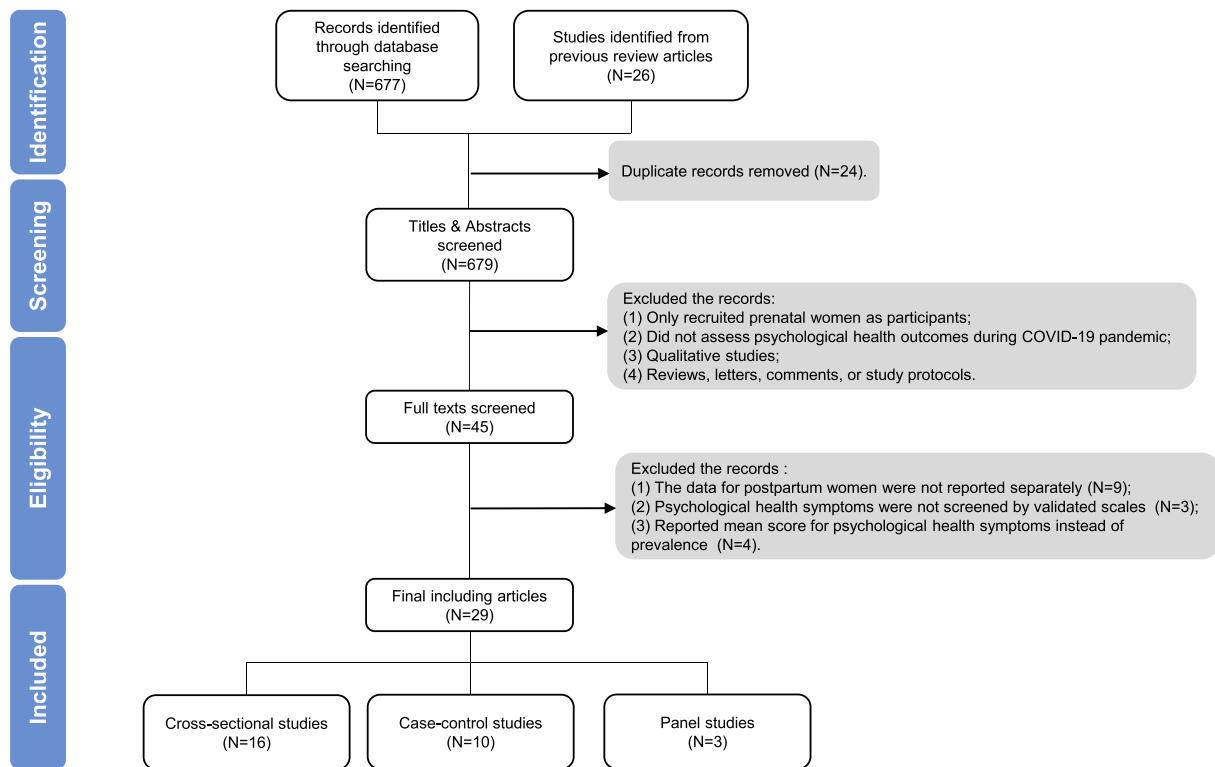 Identification
Records identified
through database
searching
(N=677)
Studies identified from
previous review articles
(N=26)
Duplicate records removed (N=24).
Screening
Titles & Abstracts
screened
(N=679)
Excluded the records:
(1) Only recruited prenatal women as participants;
(2) Did not assess psychological health outcomes during COVID-19 pandemic;
(3) Qualitative studies;
(4) Reviews, letters, comments, or study protocols.
Eligibility
Full texts screened
(N=45)
Excluded the records :
(1) The data for postpartum women were not reported separately (N=9);
(2) Psychological health symptoms were not screened by validated scales (N=3);
(3) Reported mean score for psychological health symptoms instead of
prevalence (N=4).
Included
Final including articles
(N=29)
Cross-sectional studies
(N=16)
Case-control studies
(N=10)
Panel studies
(N=3)